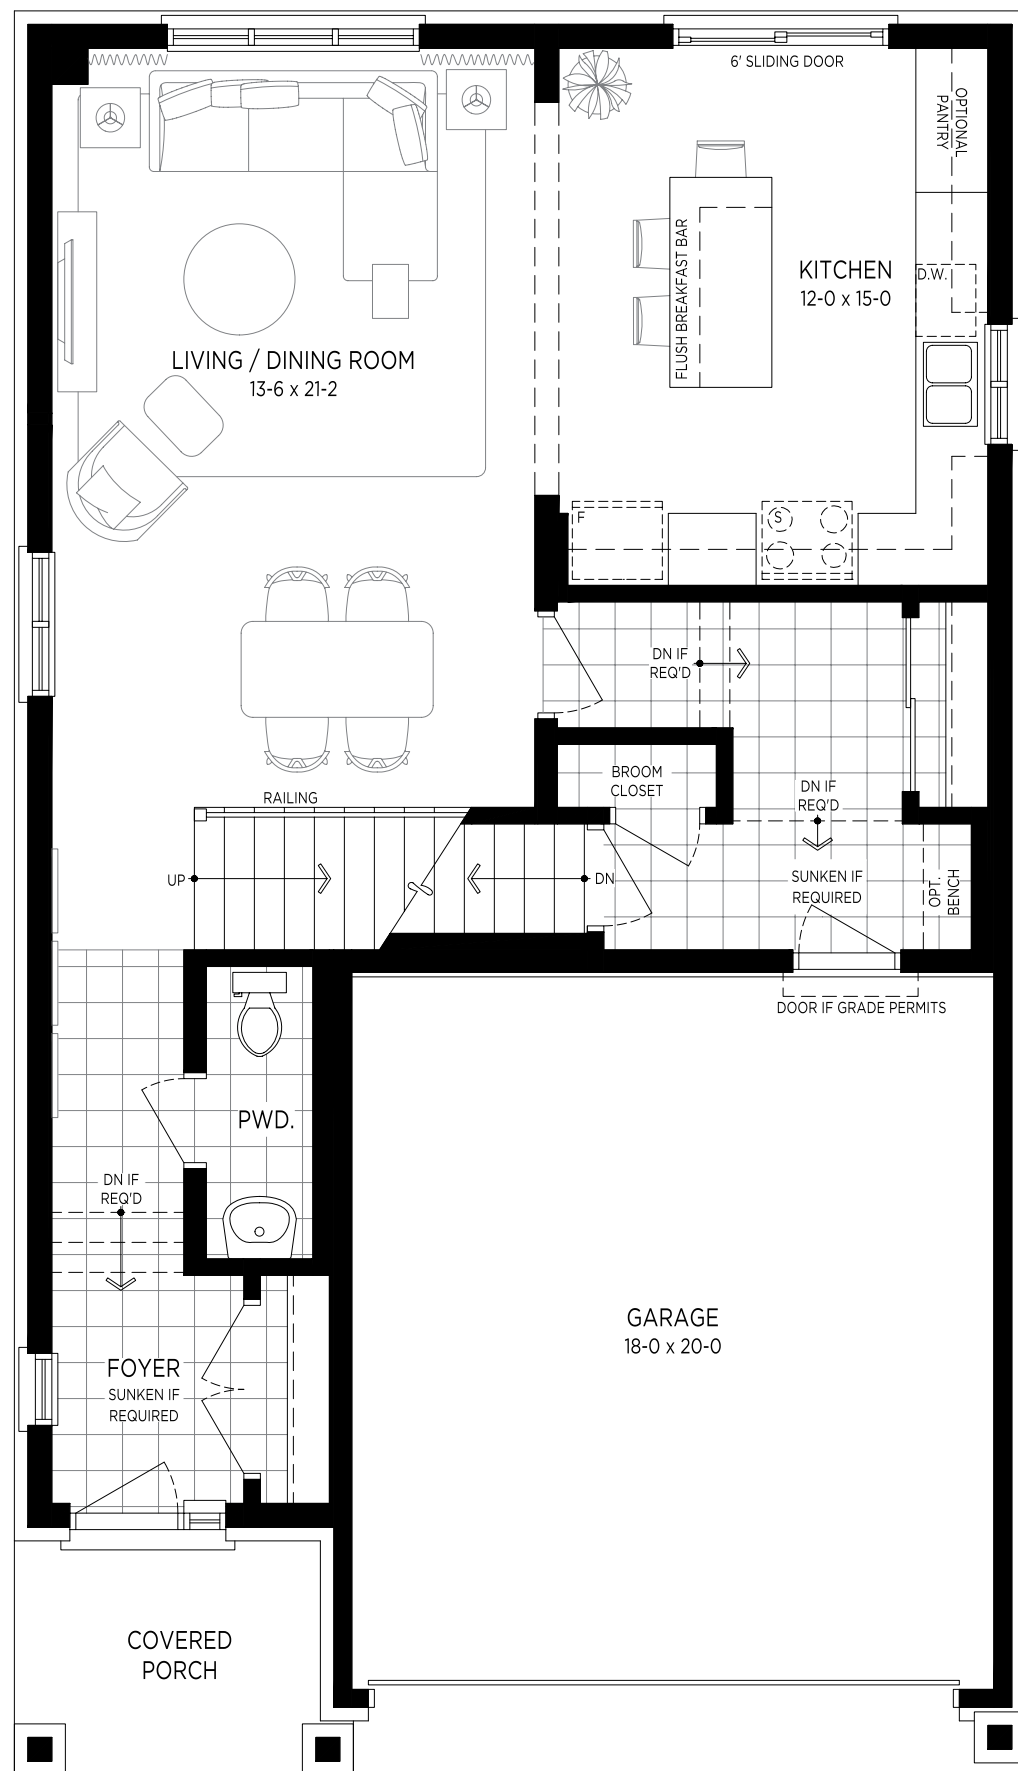 6' SLIDING DOOR
OPTIONAL
PANTRY
FLUSH BREAKFAST BAR
KITCHEN
12-0 x 15-0
D.W.
LIVING / DINING ROOM
13-6 x 21-2
F
S
DN IF
REQ'D
BROOM
CLOSET
DN IF
REQ'D
RAILING
UP
DN
SUNKEN IF
REQUIRED
OPT.
BENCH
DOOR IF GRADE PERMITS
PWD.
DN IF
REQ'D
GARAGE
18-0 x 20-0
FOYER
SUNKEN IF
REQUIRED
COVERED
PORCH